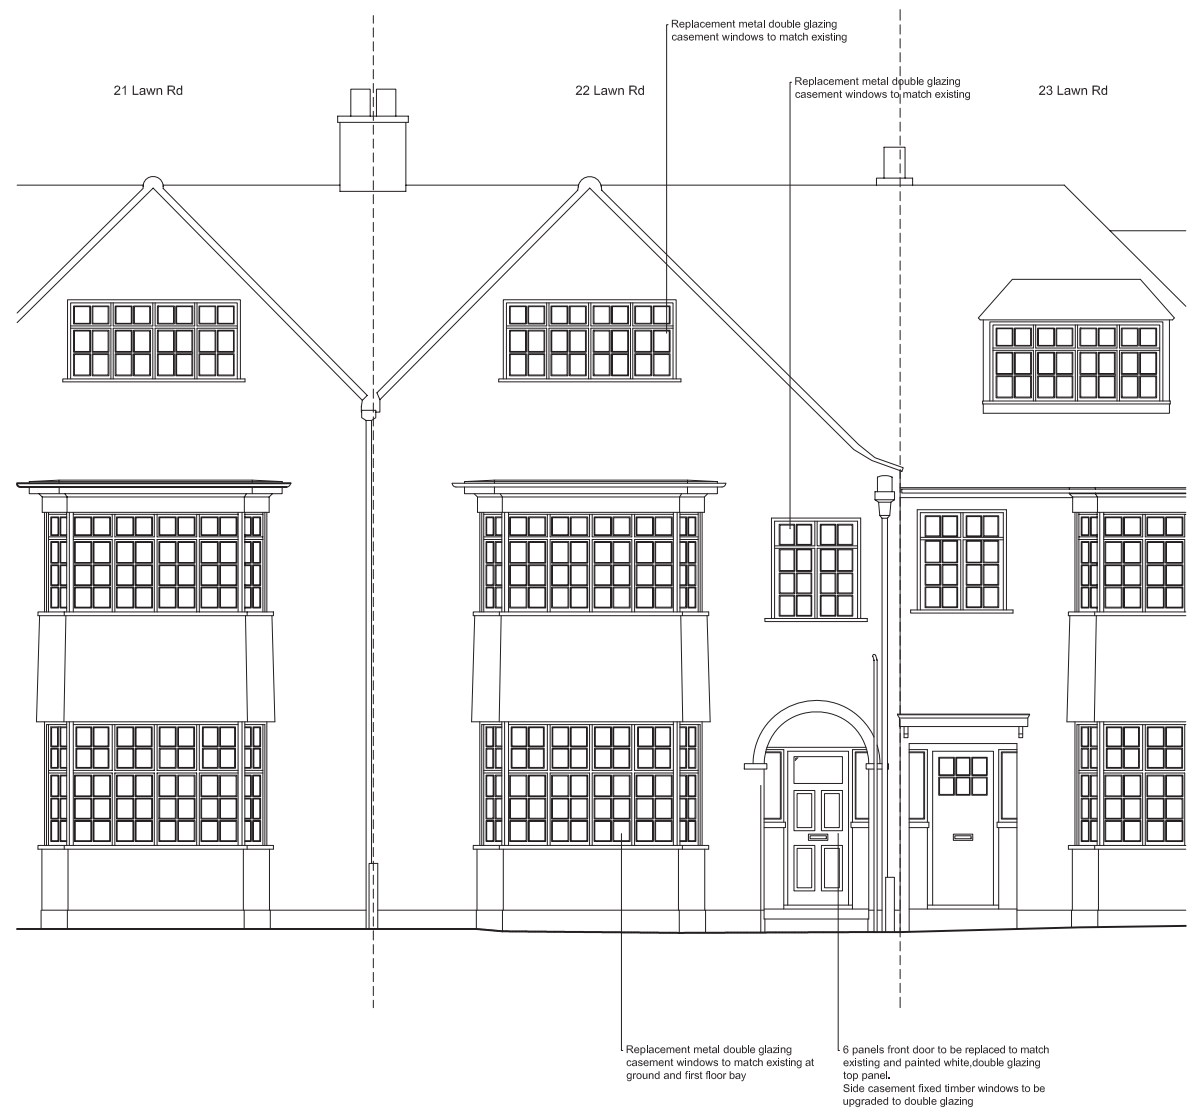 Replacement metal double glazing
casement windows to match existing
21 Lawn Rd
22 Lawn Rd
Replacement metal double glazing
casement windows to match existing
23 Lawn Rd
Replacement metal double glazing
casement windows to match existing at
ground and first floor bay
6 panels front door to be replaced to match
existing and painted white,double glazing
top panel.
Side casement fixed timber windows to be
upgraded to double glazing